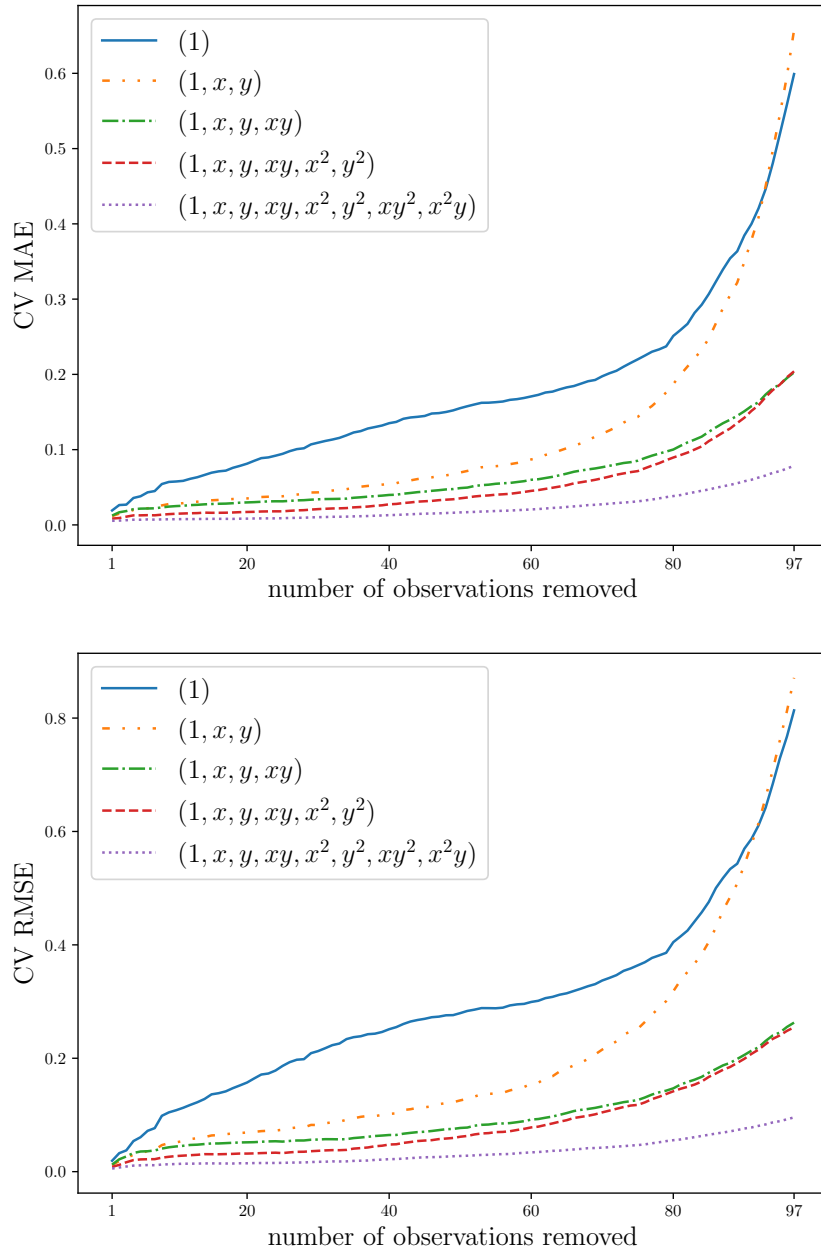 (1)
(1, x, y)
(1, x, y, xy)
(1, x, y, xy, x², y²)
(1, x, y, xy, x², y², xy², x²y)
CV MAE
0.6
0.5
0.4
0.3
0.2
0.1
0.0
1 20 40 60 80 97
number of observations removed
(1)
(1, x, y)
(1, x, y, xy)
(1, x, y, xy, x², y²)
(1, x, y, xy, x², y², xy², x²y)
CV RMSE
0.8
0.6
0.4
0.2
0.0
1 20 40 60 80 97
number of observations removed